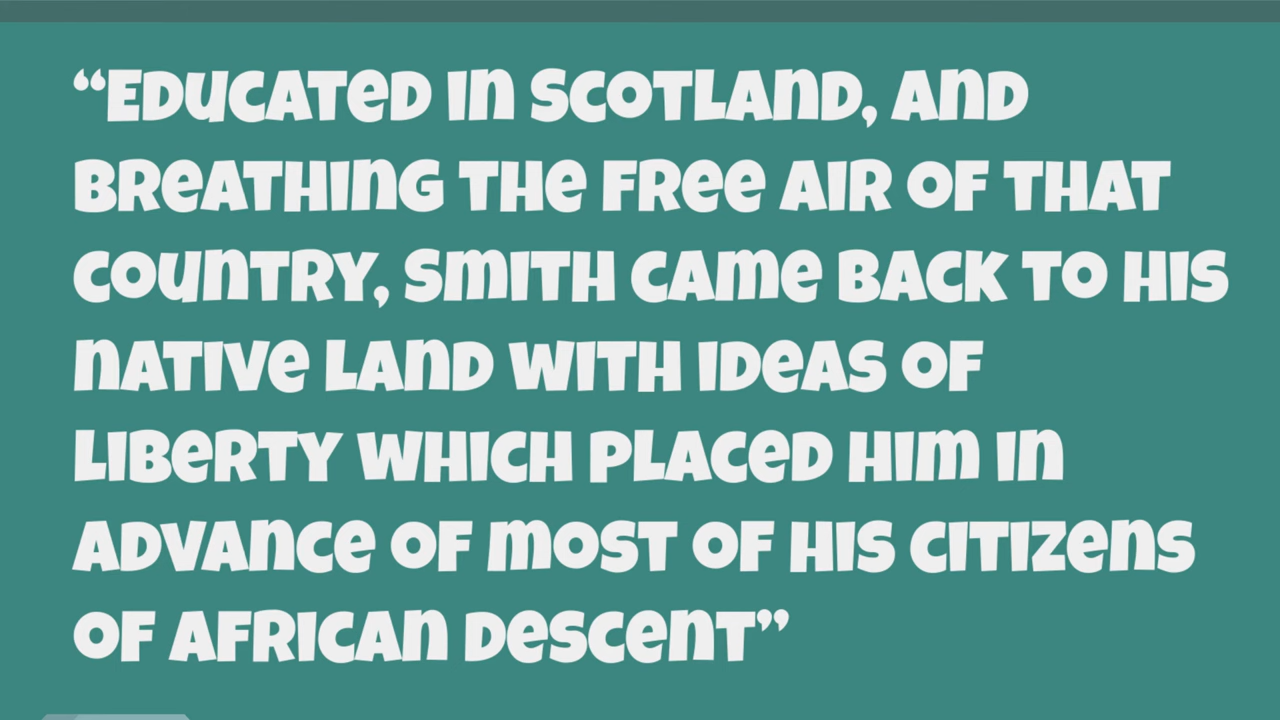 “Educated in Scotland, and
breathing the free air of that
country, Smith came back to his
native land with ideas of
liberty which placed him in
advance of most of his citizens
of African descent”